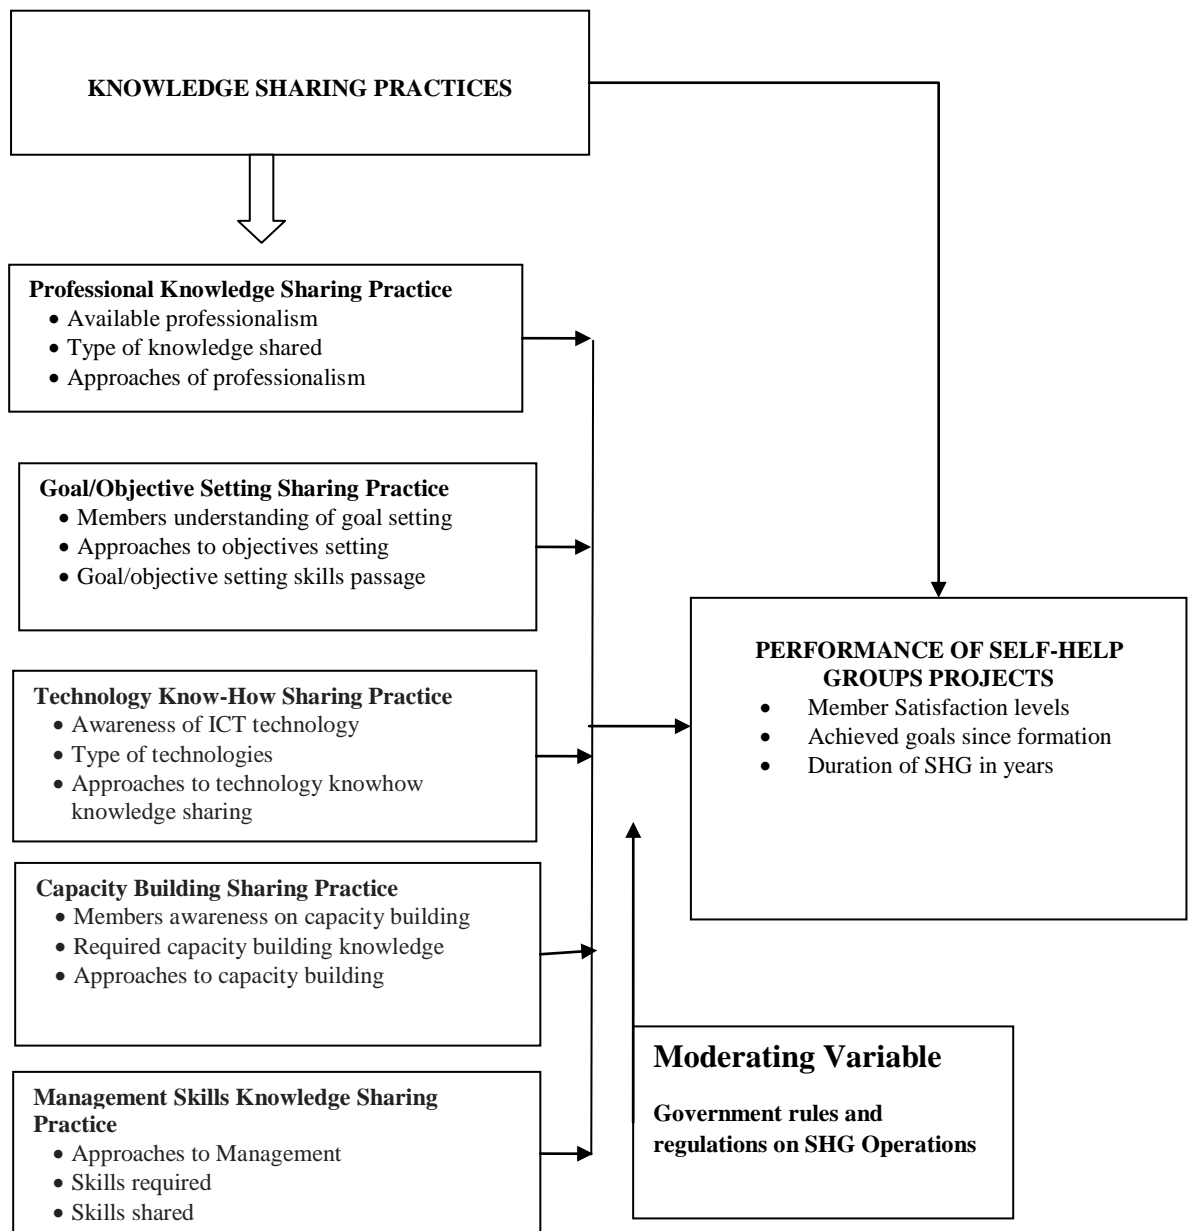 KNOWLEDGE SHARING PRACTICES
Professional Knowledge Sharing Practice
• Available professionalism
• Type of knowledge shared
• Approaches of professionalism
Goal/Objective Setting Sharing Practice
• Members understanding of goal setting
• Approaches to objectives setting
• Goal/objective setting skills passage
Technology Know-How Sharing Practice
• Awareness of ICT technology
• Type of technologies
• Approaches to technology knowhow
knowledge sharing
Capacity Building Sharing Practice
• Members awareness on capacity building
• Required capacity building knowledge
• Approaches to capacity building
Management Skills Knowledge Sharing
Practice
• Approaches to Management
• Skills required
• Skills shared
PERFORMANCE OF SELF-HELP
GROUPS PROJECTS
• Member Satisfaction levels
• Achieved goals since formation
• Duration of SHG in years
Moderating Variable
Government rules and
regulations on SHG Operations